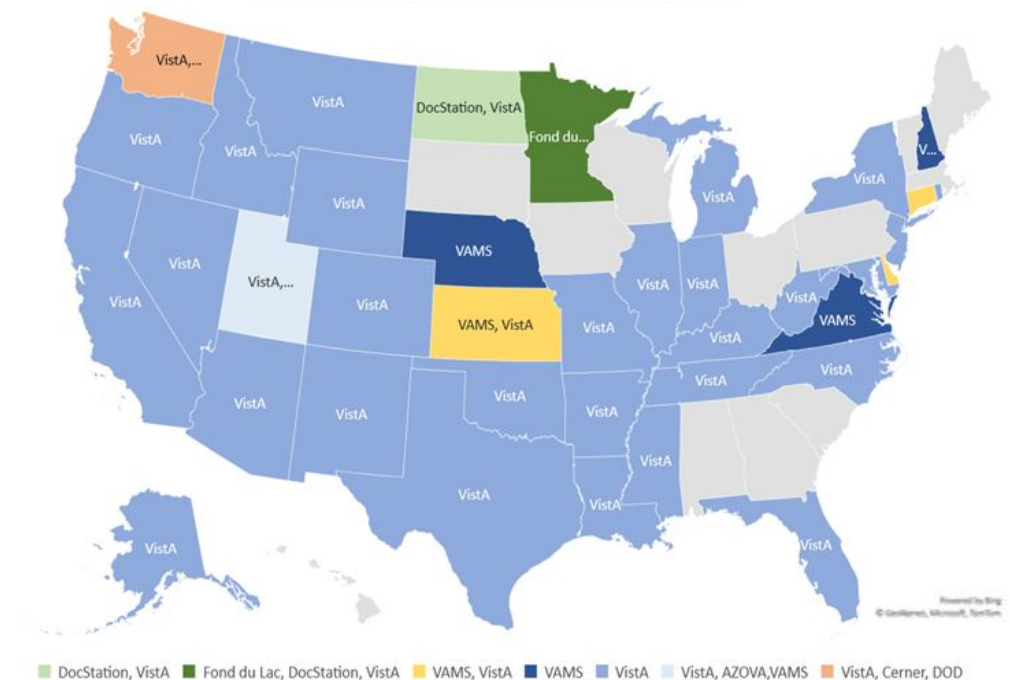 VistA,...
VistA
VistA
VistA
DocStation, VistA
Fond du...
V...
VistA
VistA
VistA
VistA
VAMS
VistA
VistA,...
VistA
VistA
VistA
VistA
VistA
VAMS
VAMS, VistA
VistA
VistA
VistA
VistA
VistA
VistA
VistA
VistA
VistA
VistA
VistA
VistA
VistA
VistA
Powered by Bing
© GeoNames, Microsoft, TomTom
DocStation, VistA
Fond du Lac, DocStation, VistA
VAMS, VistA
VAMS
VistA
VistA, AZOVA,VAMS
VistA, Cerner, DOD